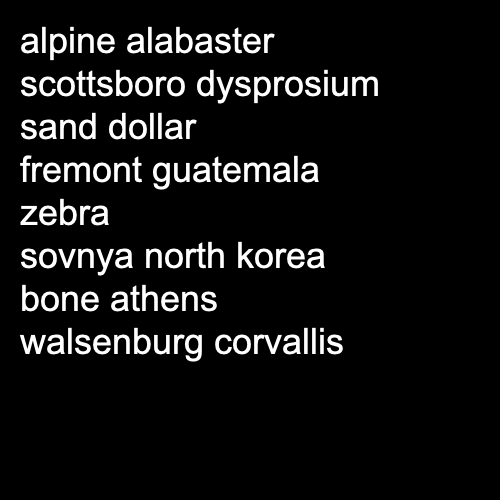 alpine alabaster
scottsboro dysprosium
sand dollar
fremont guatemala
zebra
sovnya north korea
bone athens
walsenburg corvallis